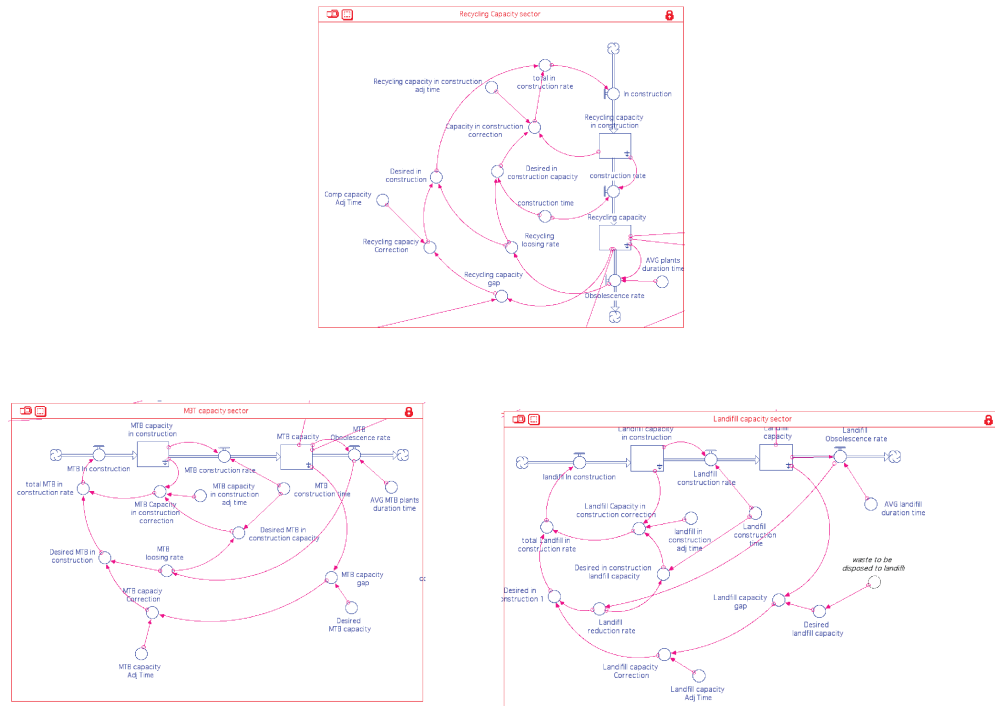 Recycling Capacity sector
total in
construction rate
Recycling capacity in construction
adj time
In construction
Recycling capacity
in construction
Capacity in construction
correction
Desired in
construction
Desired in
construction capacity
construction rate
Comp capacity
Adj Time
construction time
Recycling capacity
Recycling capaciy
Correction
Recycling
loosing rate
AVG plants
duration time
Recycling capacity
gap
Obsolescence rate
MBT capacity sector
MTB capacity
in construction
MTB capacity
MTB
Obsolescence rate
MTB In construction
MTB construction rate
total MTB in
construction rate
MTB capacity
in construction
adj time
MTB
construction time
AVG MTB plants
duration time
MTB Capacity
in construction
correction
Desired MTB in
construction capacity
Desired MTB in
construction
MTB
loosing rate
MTB capacity
gap
MTB capaciy
Correction
Desired
MTB capacity
MTB capacity
Adj Time
Landifill capacity sector
Landfill capacity
in construction
Landfill
capacity
Landfill
Obsolescence rate
landfill In construction
Landfill
construction rate
Landfill Capacity in
construction correction
AVG landfill
duration time
total Landfill in
construction rate
landfill in
construction
adj time
Landfill
construction
time
Desired in construction
landfill capacity
waste to be
disposed to landifll
Desired in
construction 1
Landfill
reduction rate
Landfill capacity
gap
Desired
landfill capacity
Landfill capacity
Correction
Landfill capacity
Adj Time